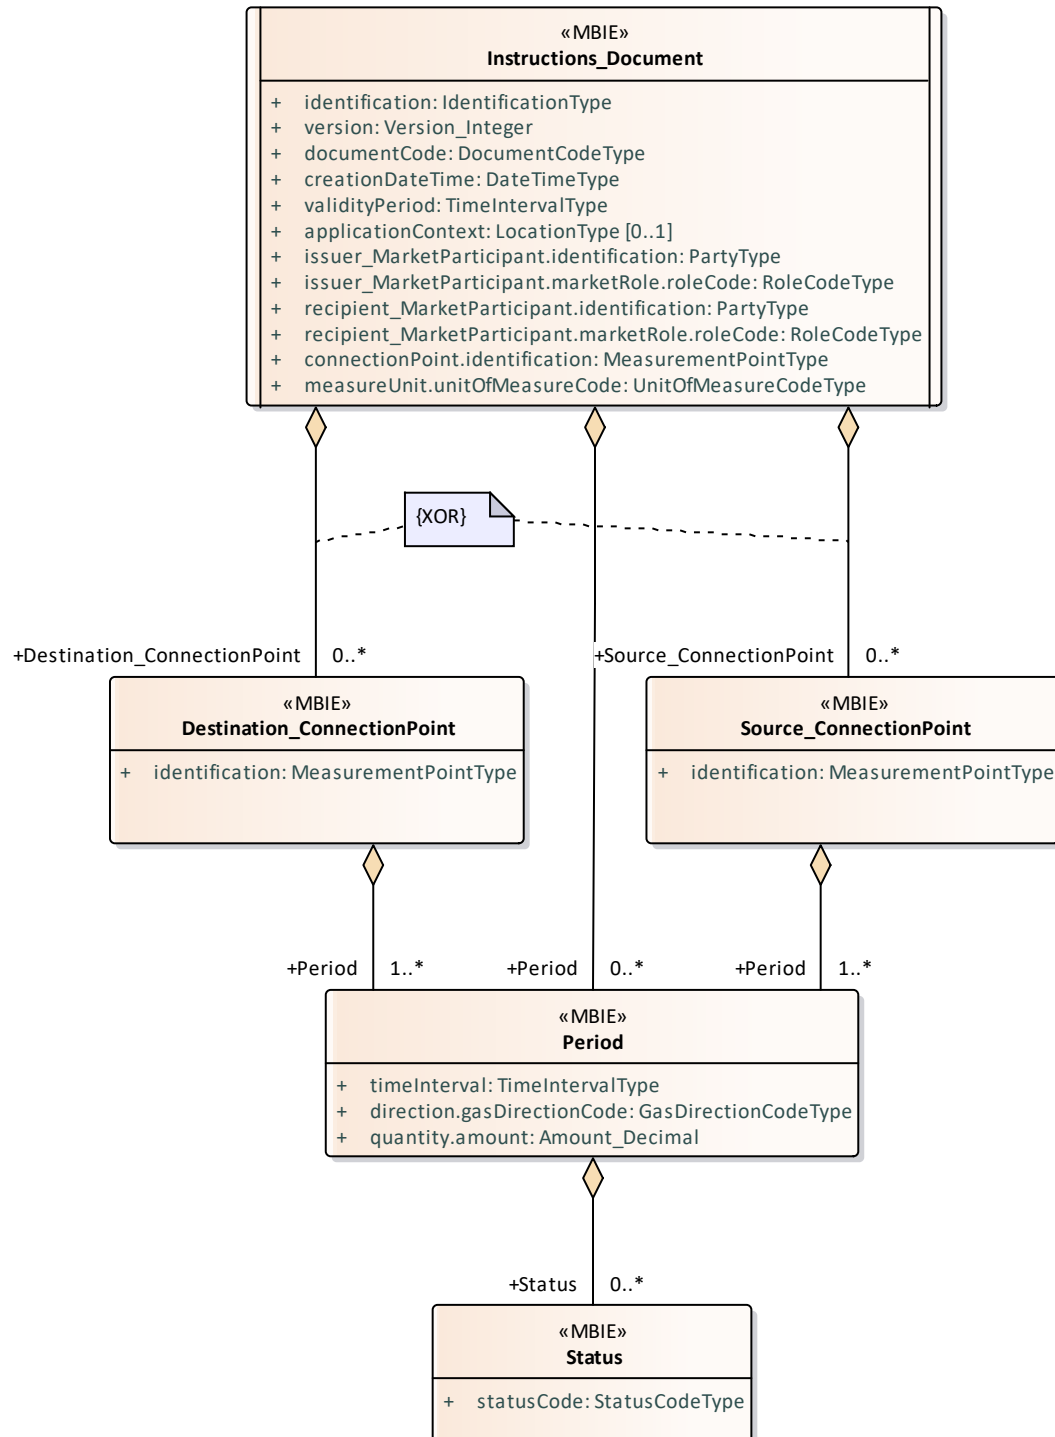 «MBIE»
Instructions_Document
+ identification: IdentificationType
+ version: Version_Integer
+ documentCode: DocumentCodeType
+ creationDateTime: DateTimeType
+ validityPeriod: TimeIntervalType
+ applicationContext: LocationType [0..1]
+ issuer_MarketParticipant.identification: PartyType
+ issuer_MarketParticipant.marketRole.roleCode: RoleCodeType
+ recipient_MarketParticipant.identification: PartyType
+ recipient_MarketParticipant.marketRole.roleCode: RoleCodeType
+ connectionPoint.identification: MeasurementPointType
+ measureUnit.unitOfMeasureCode: UnitOfMeasureCodeType
{XOR}
+Destination_ConnectionPoint 0..*
+Source_ConnectionPoint 0..*
«MBIE»
Destination_ConnectionPoint
+ identification: MeasurementPointType
«MBIE»
Source_ConnectionPoint
+ identification: MeasurementPointType
+Period 1..*
+Period 0..*
+Period 1..*
«MBIE»
Period
+ timeInterval: TimeIntervalType
+ direction.gasDirectionCode: GasDirectionCodeType
+ quantity.amount: Amount_Decimal
+Status 0..*
«MBIE»
Status
+ statusCode: StatusCodeType